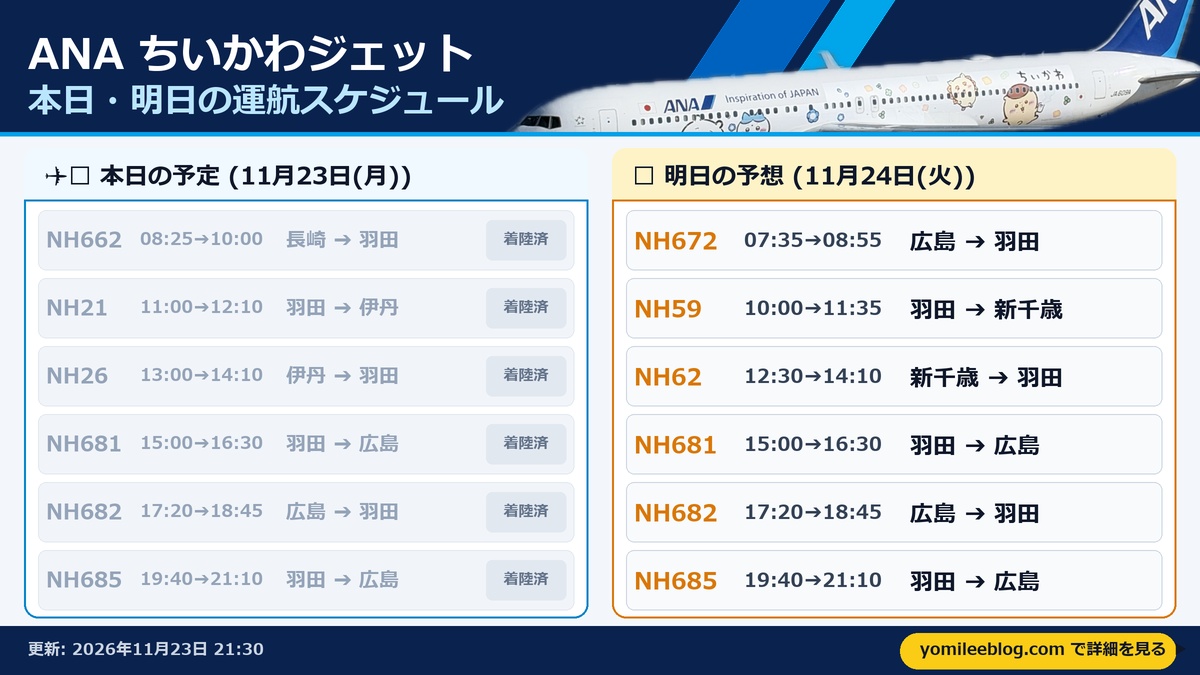 ANA ちいかわジェット
本日・明日の運航スケジュール
ANA Inspiration of JAPAN
ちいかわ
✈□ 本日の予定 (11月23日(月))
NH662 08:25→10:00 長崎 → 羽田 着陸済
NH21 11:00→12:10 羽田 → 伊丹 着陸済
NH26 13:00→14:10 伊丹 → 羽田 着陸済
NH681 15:00→16:30 羽田 → 広島 着陸済
NH682 17:20→18:45 広島 → 羽田 着陸済
NH685 19:40→21:10 羽田 → 広島 着陸済
□ 明日の予想 (11月24日(火))
NH672 07:35→08:55 広島 → 羽田
NH59 10:00→11:35 羽田 → 新千歳
NH62 12:30→14:10 新千歳 → 羽田
NH681 15:00→16:30 羽田 → 広島
NH682 17:20→18:45 広島 → 羽田
NH685 19:40→21:10 羽田 → 広島
更新: 2026年11月23日 21:30
yomileeblog.com で詳細を見る